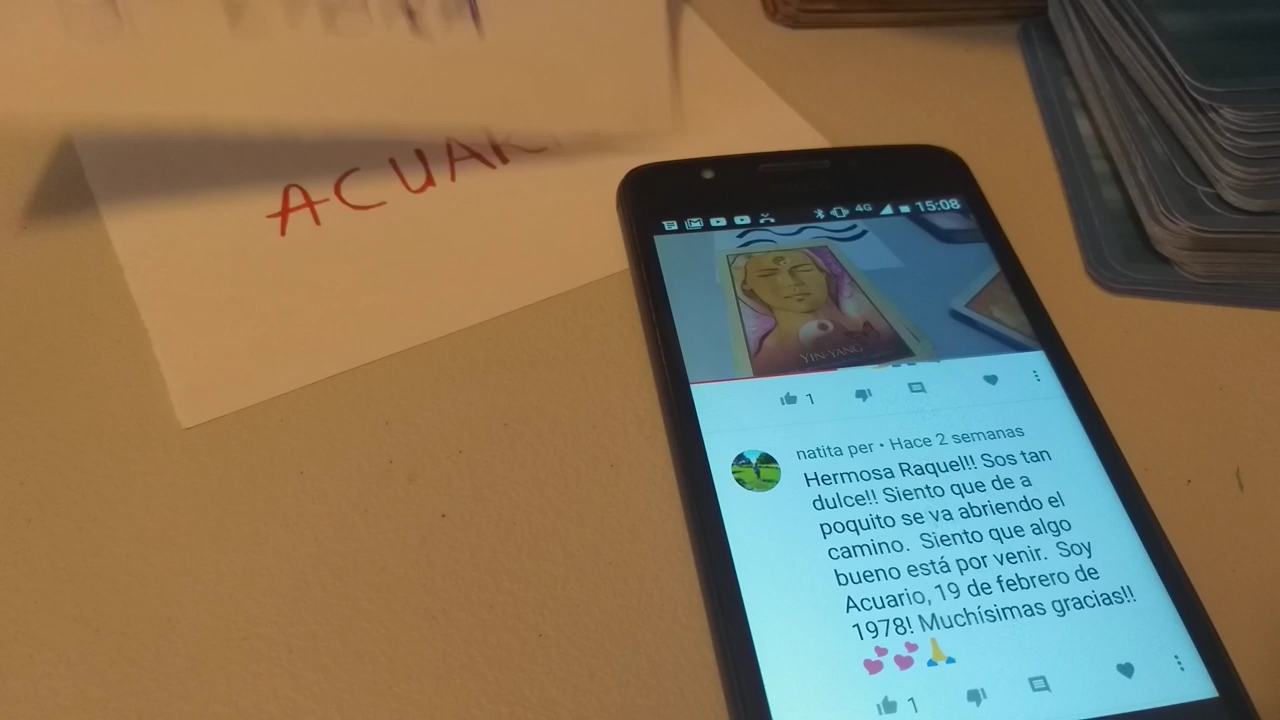 ACUAR
4G 15:08
YIN-YANG
1
natita per • Hace 2 semanas
Hermosa Raquel!! Sos tan
dulce!! Siento que de a
poquito se va abriendo el
camino. Siento que algo
bueno está por venir. Soy
Acuario, 19 de febrero de
1978! Muchísimas gracias!!
💕💕🙏
1